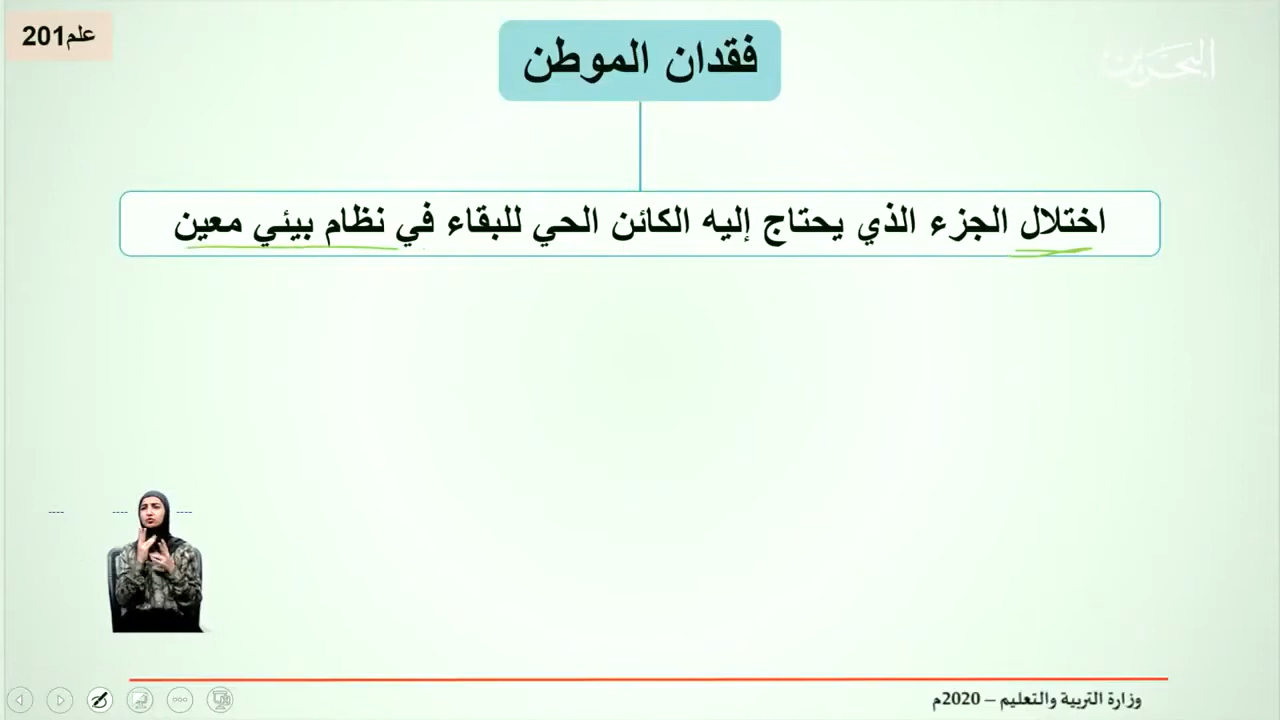 علم201
البحرين
فقدان الموطن
اختلال الجزء الذي يحتاج إليه الكائن الحي للبقاء في نظام بيئي معين
وزارة التربية والتعليم – 2020م